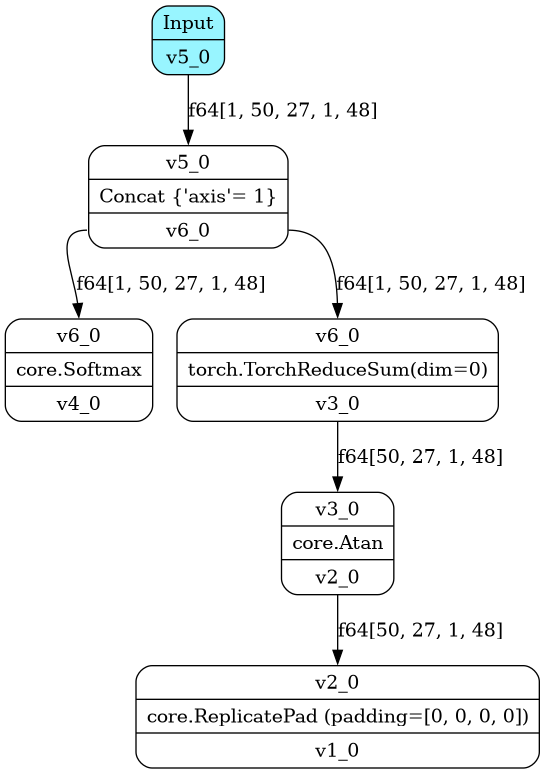 Input
v5_0
f64[1, 50, 27, 1, 48]
v5_0
Concat {'axis'= 1}
v6_0
f64[1, 50, 27, 1, 48]
f64[1, 50, 27, 1, 48]
v6_0
core.Softmax
v4_0
v6_0
torch.TorchReduceSum(dim=0)
v3_0
f64[50, 27, 1, 48]
v3_0
core.Atan
v2_0
f64[50, 27, 1, 48]
v2_0
core.ReplicatePad (padding=[0, 0, 0, 0])
v1_0